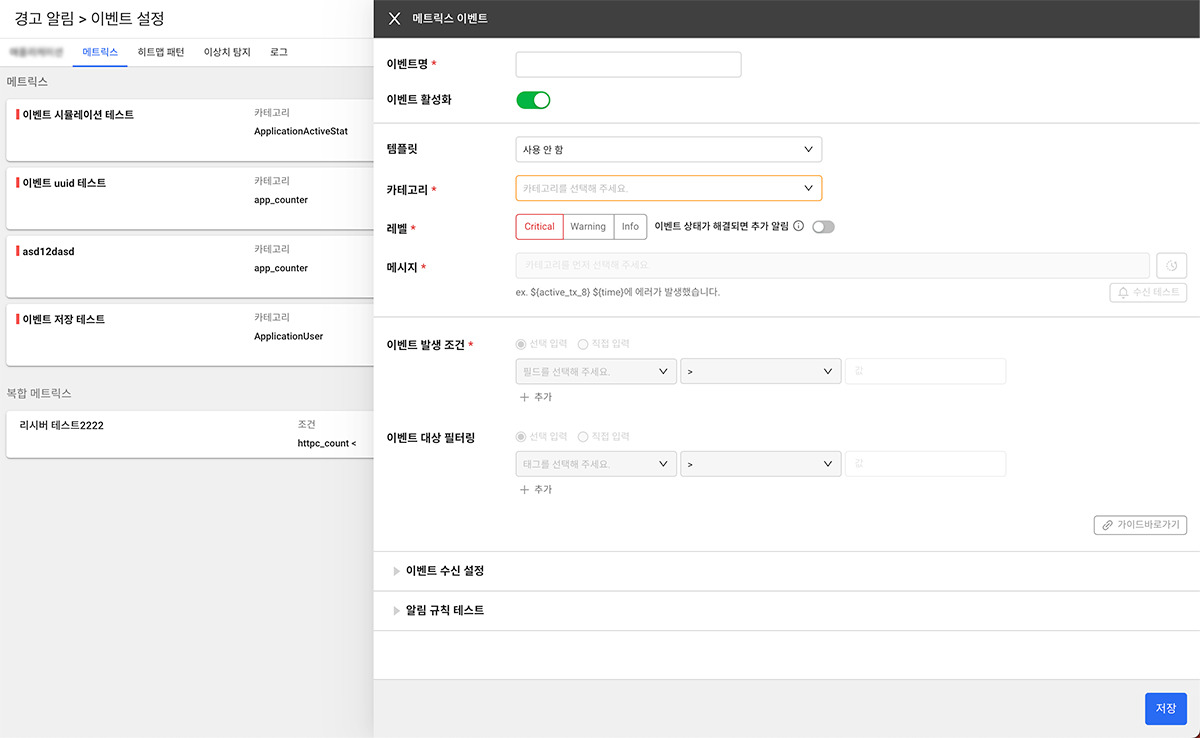 경고 알림 > 이벤트 설정
메트릭스 히트맵 패턴 이상치 탐지 로그
메트릭스
이벤트 시뮬레이션 테스트
카테고리
ApplicationActiveStat
이벤트 uuid 테스트
카테고리
app_counter
asd12dasd
카테고리
app_counter
이벤트 저장 테스트
카테고리
ApplicationUser
복합 메트릭스
리시버 테스트2222
조건
httpc_count <
메트릭스 이벤트
이벤트명 *
이벤트 활성화
템플릿
사용 안 함
카테고리 *
카테고리를 선택해 주세요.
레벨 *
Critical Warning Info 이벤트 상태가 해결되면 추가 알림
메시지 *
카테고리를 먼저 선택해 주세요.
ex. ${active_tx_8} ${time}에 에러가 발생했습니다.
수신 테스트
이벤트 발생 조건 *
선택 입력 직접 입력
필드를 선택해 주세요. > 값
+ 추가
이벤트 대상 필터링
선택 입력 직접 입력
태그를 선택해 주세요. > 값
+ 추가
가이드바로가기
이벤트 수신 설정
알림 규칙 테스트
저장